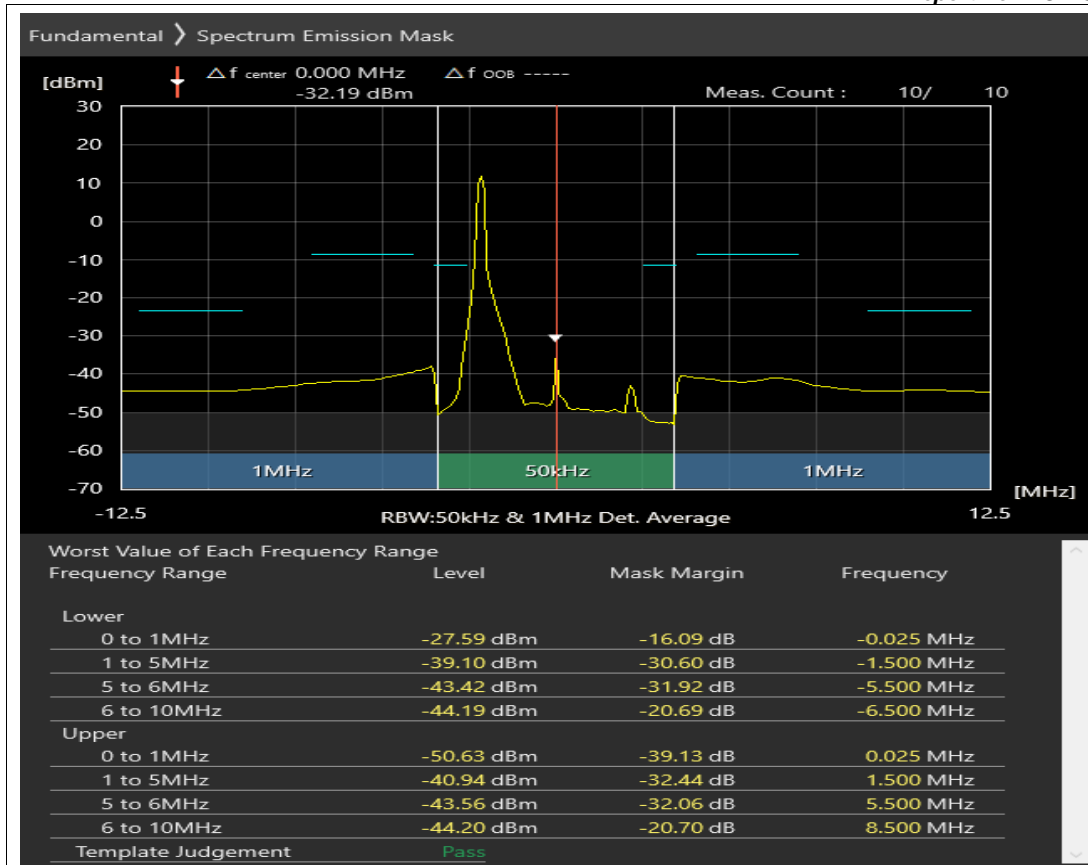 Fundamental ❯ Spectrum Emission Mask
[dBm] △ f center 0.000 MHz △ f OOB -----
-32.19 dBm Meas. Count : 10/ 10
30
20
10
0
-10
-20
-30
-40
-50
-60
-70
1MHz 50kHz 1MHz
[MHz]
-12.5 RBW:50kHz & 1MHz Det. Average 12.5
Worst Value of Each Frequency Range
Frequency Range Level Mask Margin Frequency
Lower
0 to 1MHz -27.59 dBm -16.09 dB -0.025 MHz
1 to 5MHz -39.10 dBm -30.60 dB -1.500 MHz
5 to 6MHz -43.42 dBm -31.92 dB -5.500 MHz
6 to 10MHz -44.19 dBm -20.69 dB -6.500 MHz
Upper
0 to 1MHz -50.63 dBm -39.13 dB 0.025 MHz
1 to 5MHz -40.94 dBm -32.44 dB 1.500 MHz
5 to 6MHz -43.56 dBm -32.06 dB 5.500 MHz
6 to 10MHz -44.20 dBm -20.70 dB 8.500 MHz
Template Judgement Pass